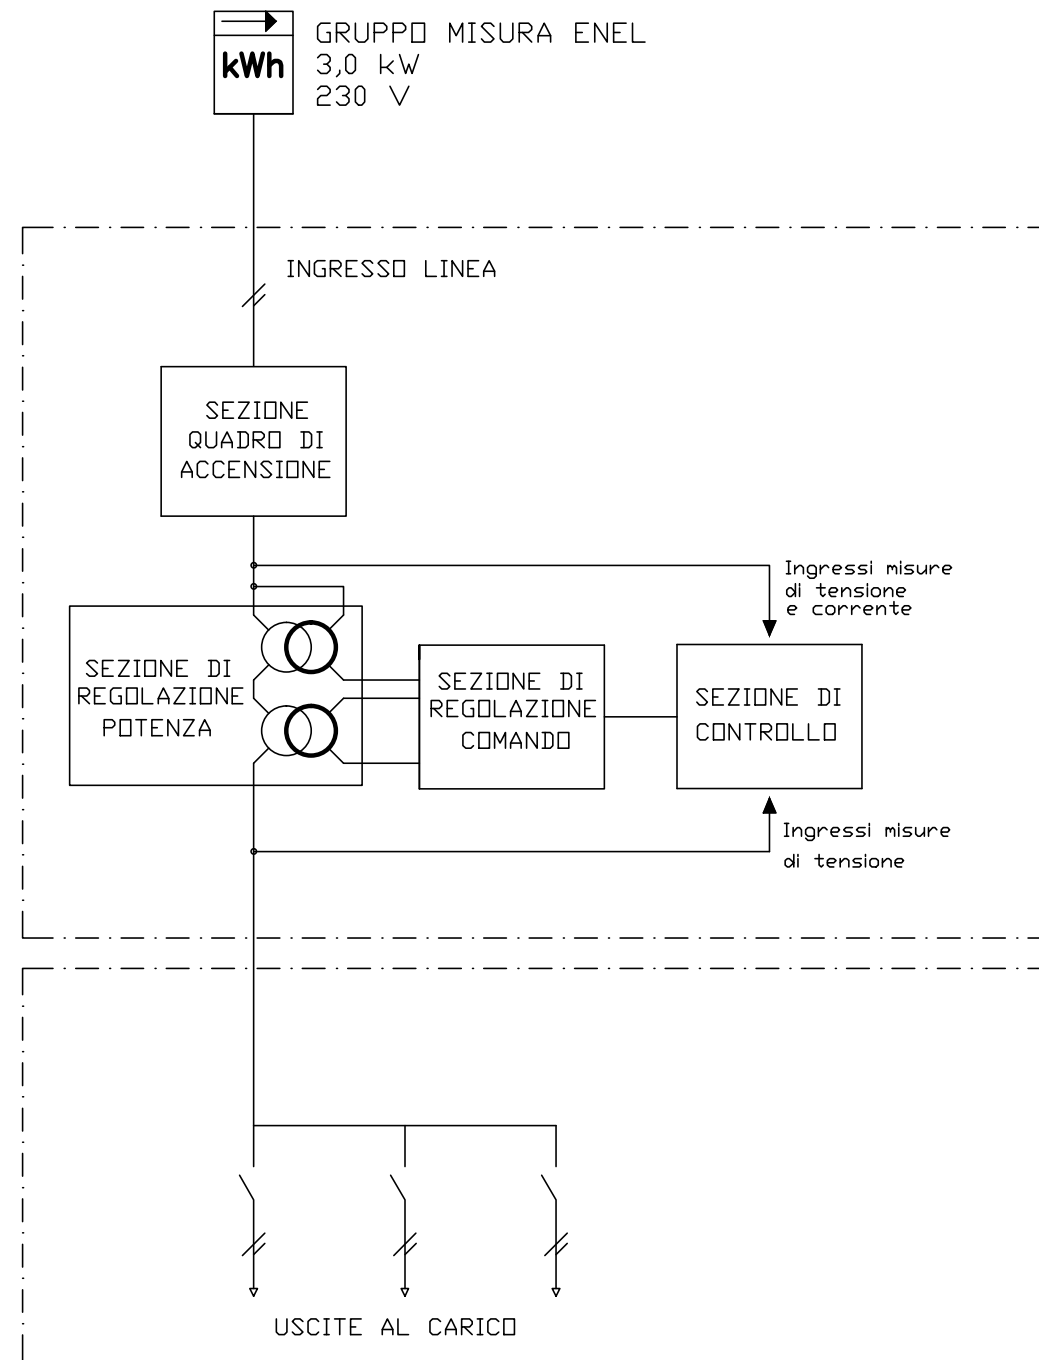 kWh
GRUPPO MISURA ENEL
3,0 kW
230 V
INGRESSO LINEA
SEZIONE
QUADRO DI
ACCENSIONE
Ingressi misure
di tensione
e corrente
SEZIONE DI
REGOLAZIONE
POTENZA
SEZIONE DI
REGOLAZIONE
COMANDO
SEZIONE DI
CONTROLLO
Ingressi misure
di tensione
USCITE AL CARICO